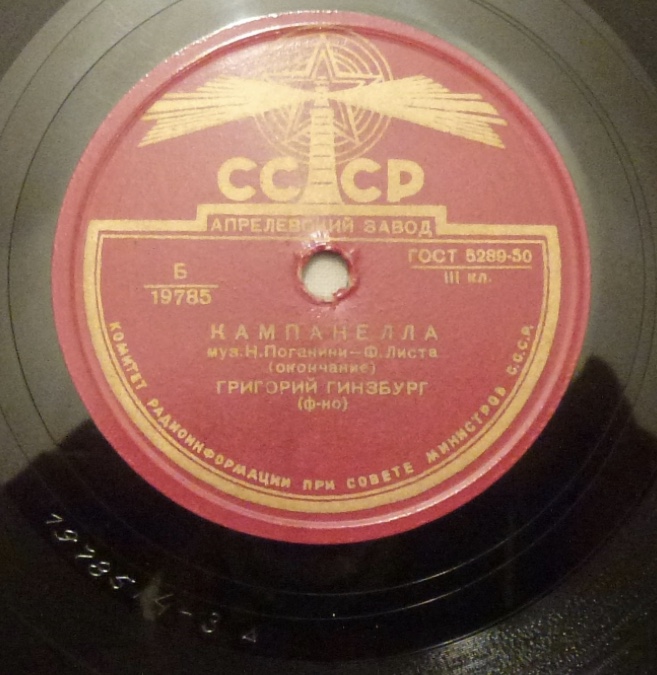 СССР
АПРЕЛЕВСКИЙ ЗАВОД
ГОСТ 5289-50
III кл.
Б
19785
КАМПАНЕЛЛА
муз. Н. Поганини — Ф. Листа
(окончание)
ГРИГОРИЙ ГИНЗБУРГ
(ф-но)
КОМИТЕТ РАДИОИНФОРМАЦИИ ПРИ СОВЕТЕ МИНИСТРОВ С.С.С.Р.
19785